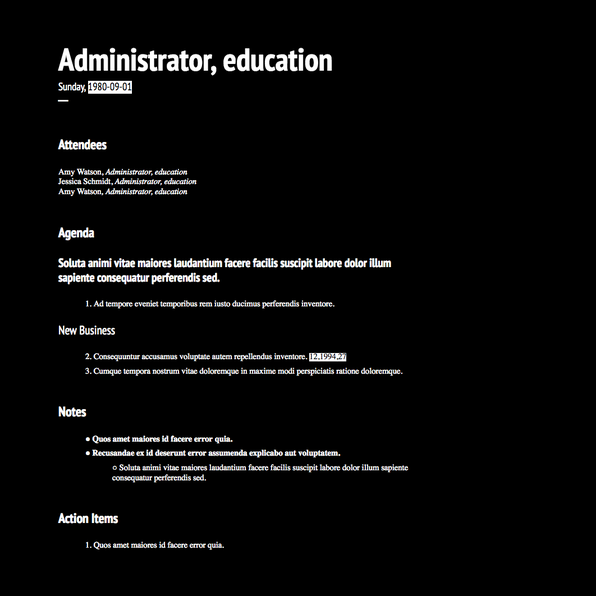 Administrator, education
Sunday, 1980-09-01
Attendees
Amy Watson, Administrator, education
Jessica Schmidt, Administrator, education
Amy Watson, Administrator, education
Agenda
Soluta animi vitae maiores laudantium facere facilis suscipit labore dolor illum
sapiente consequatur perferendis sed.
1. Ad tempore eveniet temporibus rem iusto ducimus perferendis inventore.
New Business
2. Consequuntur accusamus voluptate autem repellendus inventore. 12,1994,27
3. Cumque tempora nostrum vitae doloremque in maxime modi perspiciatis ratione doloremque.
Notes
● Quos amet maiores id facere error quia.
● Recusandae ex id deserunt error assumenda explicabo aut voluptatem.
○ Soluta animi vitae maiores laudantium facere facilis suscipit labore dolor illum sapiente
consequatur perferendis sed.
Action Items
1. Quos amet maiores id facere error quia.